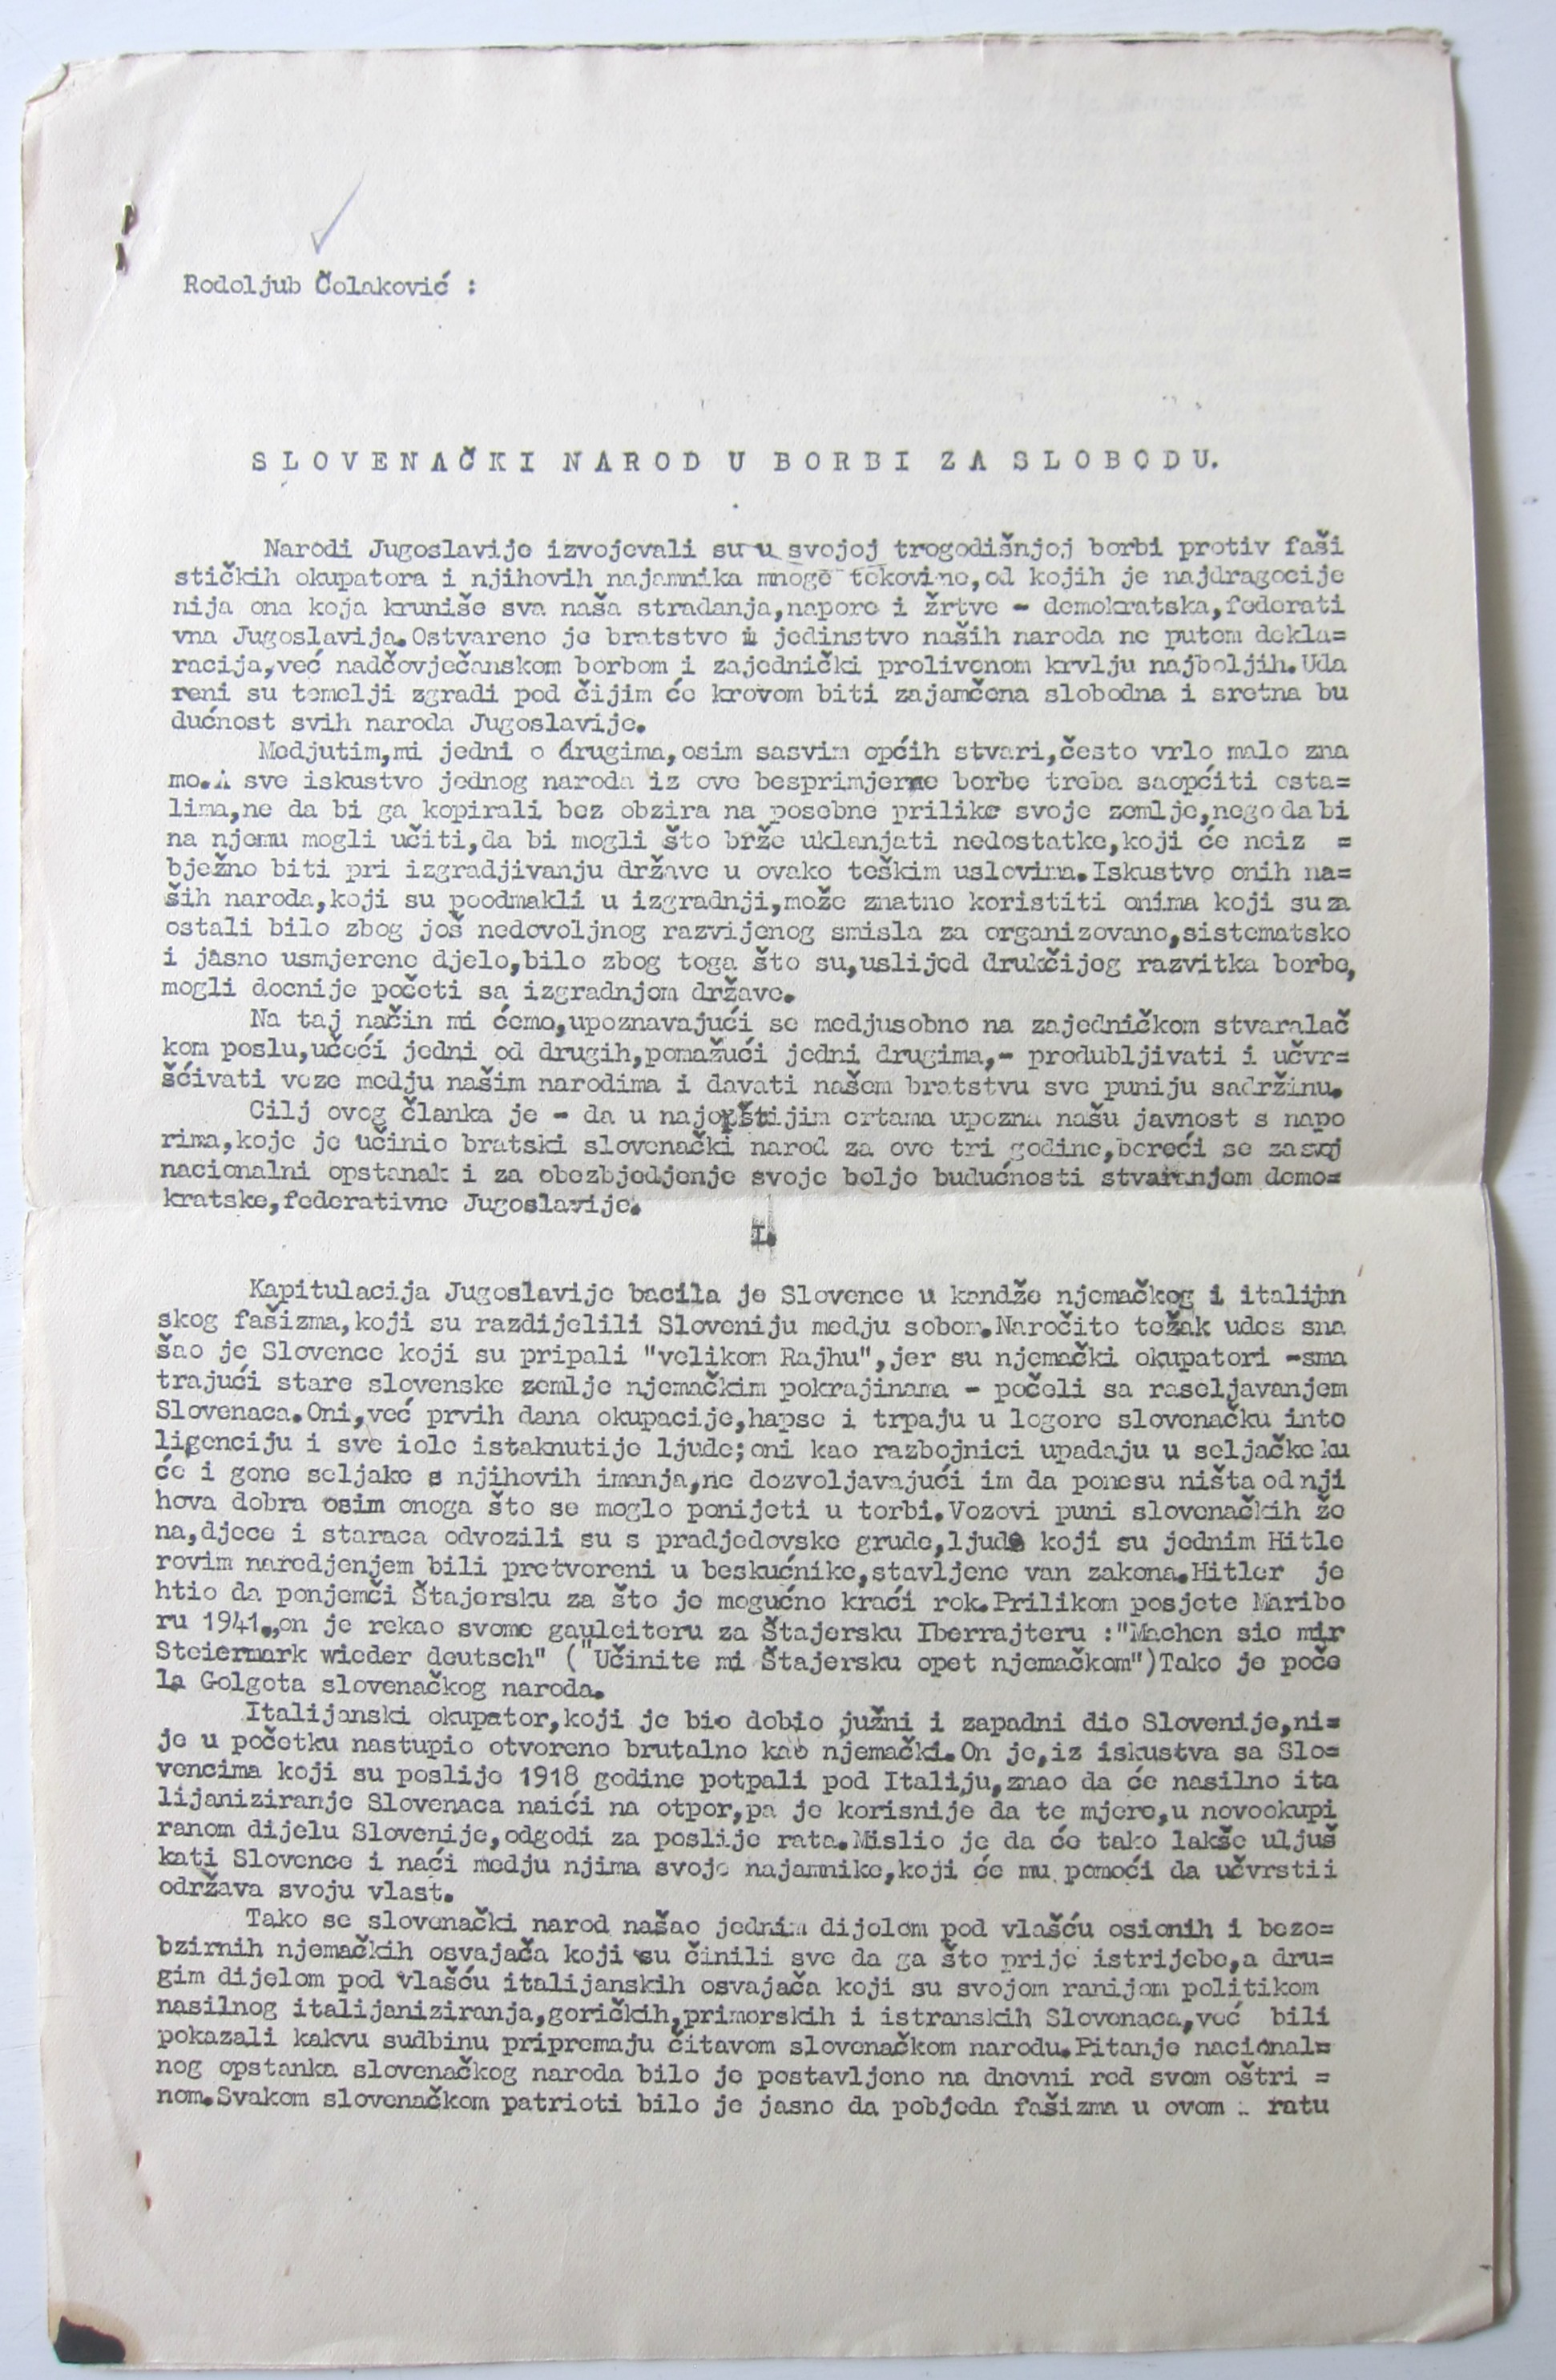 Rodoljub Čolaković :
SLOVENAČKI NAROD U BORBI ZA SLOBODU.
Narodi Jugoslavije izvojevali su u svojoj trogodišnjoj borbi protiv faši
stičkih okupatora i njihovih najamnika mnoge tekovine,od kojih je najdragocije
nija ona koja kruniše sva naša stradanja,napore i žrtve - demokratska,federati
vna Jugoslavija.Ostvareno je bratstvo i jedinstvo naših naroda ne putem dekla=
racija,već nadčovječanskom borbom i zajednički prolivenom krvlju najboljih.Uda
reni su temelji zgradi pod čijim će krovom biti zajamčena slobodna i sretna bu
dućnost svih naroda Jugoslavije.
Medjutim,mi jedni o drugima,osim sasvim općih stvari,često vrlo malo zna
mo.A sve iskustvo jednog naroda iz ove besprimjerne borbe treba saopćiti osta=
lima,ne da bi ga kopirali bez obzira na posebne prilike svoje zemlje,nego da bi
na njemu mogli učiti,da bi mogli što brže uklanjati nedostatke,koji će neiz =
bježno biti pri izgradjivanju države u ovako teškim uslovima.Iskustvo onih na=
ših naroda,koji su poodmakli u izgradnji,može znatno koristiti onima koji su za
ostali bilo zbog još nedovoljnog razvijenog smisla za organizovano,sistematsko
i jasno usmjereno djelo,bilo zbog toga što su,uslijed drukčijeg razvitka borbe,
mogli docnije početi sa izgradnjom države.
Na taj način mi ćemo,upoznavajući se medjusobno na zajedničkom stvaralač
kom poslu,učeći jedni od drugih,pomažući jedni drugima,- produbljivati i učvr=
šćivati veze medju našim narodima i davati našem bratstvu sve puniju sadržinu.
Cilj ovog članka je - da u najopštijim crtama upozna našu javnost s napo
rima,koje je učinio bratski slovenački narod za ove tri godine,boreći se za svoj
nacionalni opstanak i za obezbjedjenje svoje bolje budućnosti stvaranjem demo=
kratske,federativne Jugoslavije.
I.
Kapitulacija Jugoslavije bacila je Slovence u kandže njemačkog i italijan
skog fašizma,koji su razdijelili Sloveniju medju sobom.Naročito težak udes sna
šao je Slovence koji su pripali "velikom Rajhu",jer su njemački okupatori -sma
trajući stare slovenske zemlje njemačkim pokrajinama - počeli sa raseljavanjem
Slovenaca.Oni,već prvih dana okupacije,hapse i trpaju u logore slovenačku inte
ligenciju i sve iole istaknutije ljude;oni kao razbojnici upadaju u seljačke ku
će i gone seljake s njihovih imanja,ne dozvoljavajući im da ponesu ništa od nji
hova dobra osim onoga što se moglo ponijeti u torbi.Vozovi puni slovenačkih že
na,djece i staraca odvozili su s pradjedovske grude,ljude koji su jednim Hitle
rovim naredjenjem bili pretvoreni u beskućnike,stavljene van zakona.Hitler je
htio da ponjemči Štajersku za što je mogućno kraći rok.Prilikom posjete Maribo
ru 1941.,on je rekao svome gauleiteru za Štajersku Iberrajteru :"Machen sie mir
Steiermark wieder deutsch" ("Učinite mi Štajersku opet njemačkom")Tako je poče
la Golgota slovenačkog naroda.
Italijanski okupator,koji je bio dobio južni i zapadni dio Slovenije,ni=
je u početku nastupio otvoreno brutalno kao njemački.On je,iz iskustva sa Slo=
vencima koji su poslije 1918 godine potpali pod Italiju,znao da će nasilno ita
lijaniziranje Slovenaca naići na otpor,pa je korisnije da te mjere,u novookupi
ranom dijelu Slovenije,odgodi za poslije rata.Mislio je da će tako lakše uljuš
kati Slovence i naći medju njima svoje najamnike,koji će mu pomoći da učvrsti i
održava svoju vlast.
Tako se slovenački narod našao jednim dijelom pod vlašću osionih i bezo=
bzirnih njemačkih osvajača koji su činili sve da ga što prije istrijebe,a dru=
gim dijelom pod vlašću italijanskih osvajača koji su svojom ranijom politikom
nasilnog italijaniziranja,goričkih,primorskih i istranskih Slovenaca,već bili
pokazali kakvu sudbinu pripremaju čitavom slovenačkom narodu.Pitanje nacional=
nog opstanka slovenačkog naroda bilo je postavljeno na dnevni red svom oštri =
nom.Svakom slovenačkom patrioti bilo je jasno da pobjeda fašizma u ovom ratu